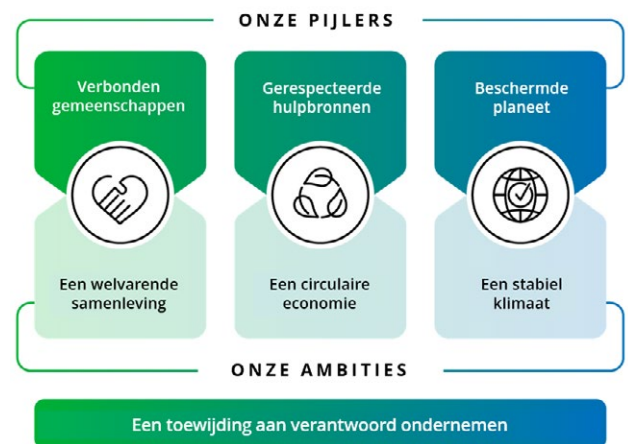 ONZE PIJLERS
Verbonden
gemeenschappen
Gerespecteerde
hulpbronnen
Beschermde
planeet
Een welvarende
samenleving
Een circulaire
economie
Een stabiel
klimaat
ONZE AMBITIES
Een toewijding aan verantwoord ondernemen